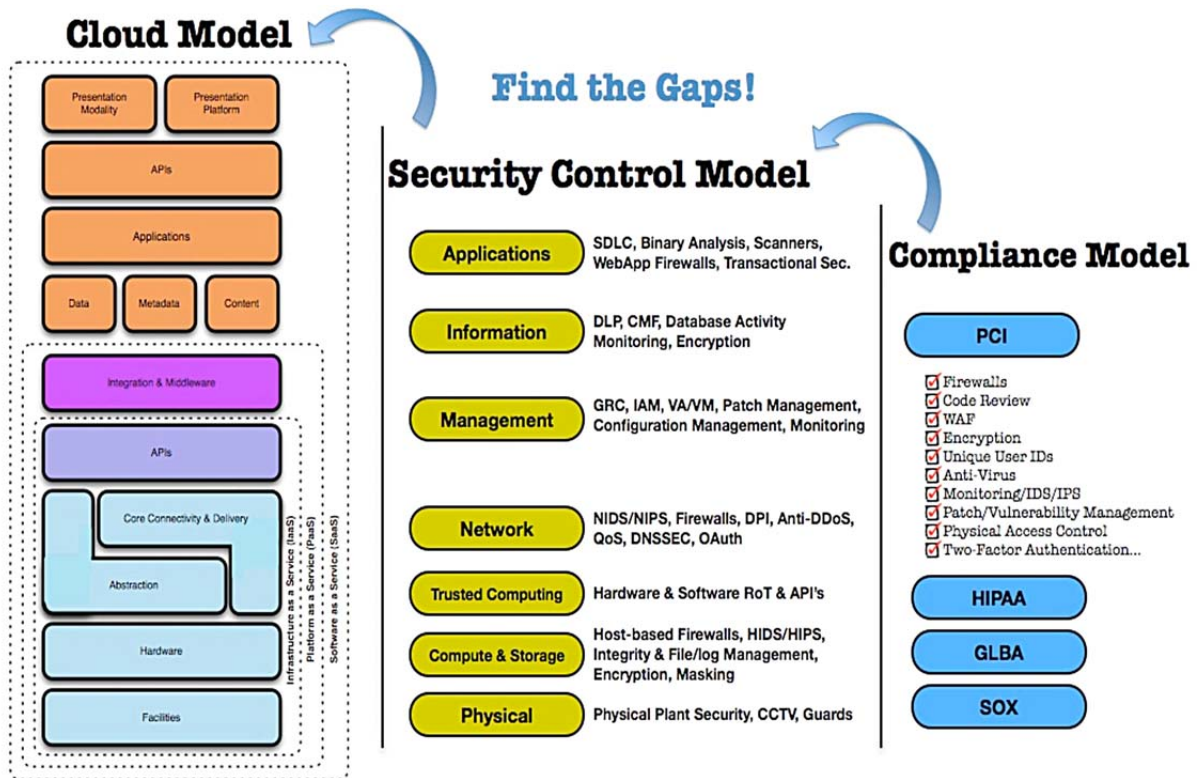 Cloud Model
Find the Gaps!
Presentation
Modality
Presentation
Platform
APIs
Applications
Data
Metadata
Content
Integration & Middleware
APIs
Core Connectivity & Delivery
Abstraction
Hardware
Facilities
Infrastructure as a Service (IaaS)
Platform as a Service (PaaS)
Software as a Service (SaaS)
Security Control Model
Applications
SDLC, Binary Analysis, Scanners,
WebApp Firewalls, Transactional Sec.
Information
DLP, CMF, Database Activity
Monitoring, Encryption
Management
GRC, IAM, VA/VM, Patch Management,
Configuration Management, Monitoring
Network
NIDS/NIPS, Firewalls, DPI, Anti-DDoS,
QoS, DNSSEC, OAuth
Trusted Computing
Hardware & Software RoT & API's
Compute & Storage
Host-based Firewalls, HIDS/HIPS,
Integrity & File/log Management,
Encryption, Masking
Physical
Physical Plant Security, CCTV, Guards
Compliance Model
PCI
Firewalls
Code Review
WAF
Encryption
Unique User IDs
Anti-Virus
Monitoring/IDS/IPS
Patch/Vulnerability Management
Physical Access Control
Two-Factor Authentication...
HIPAA
GLBA
SOX